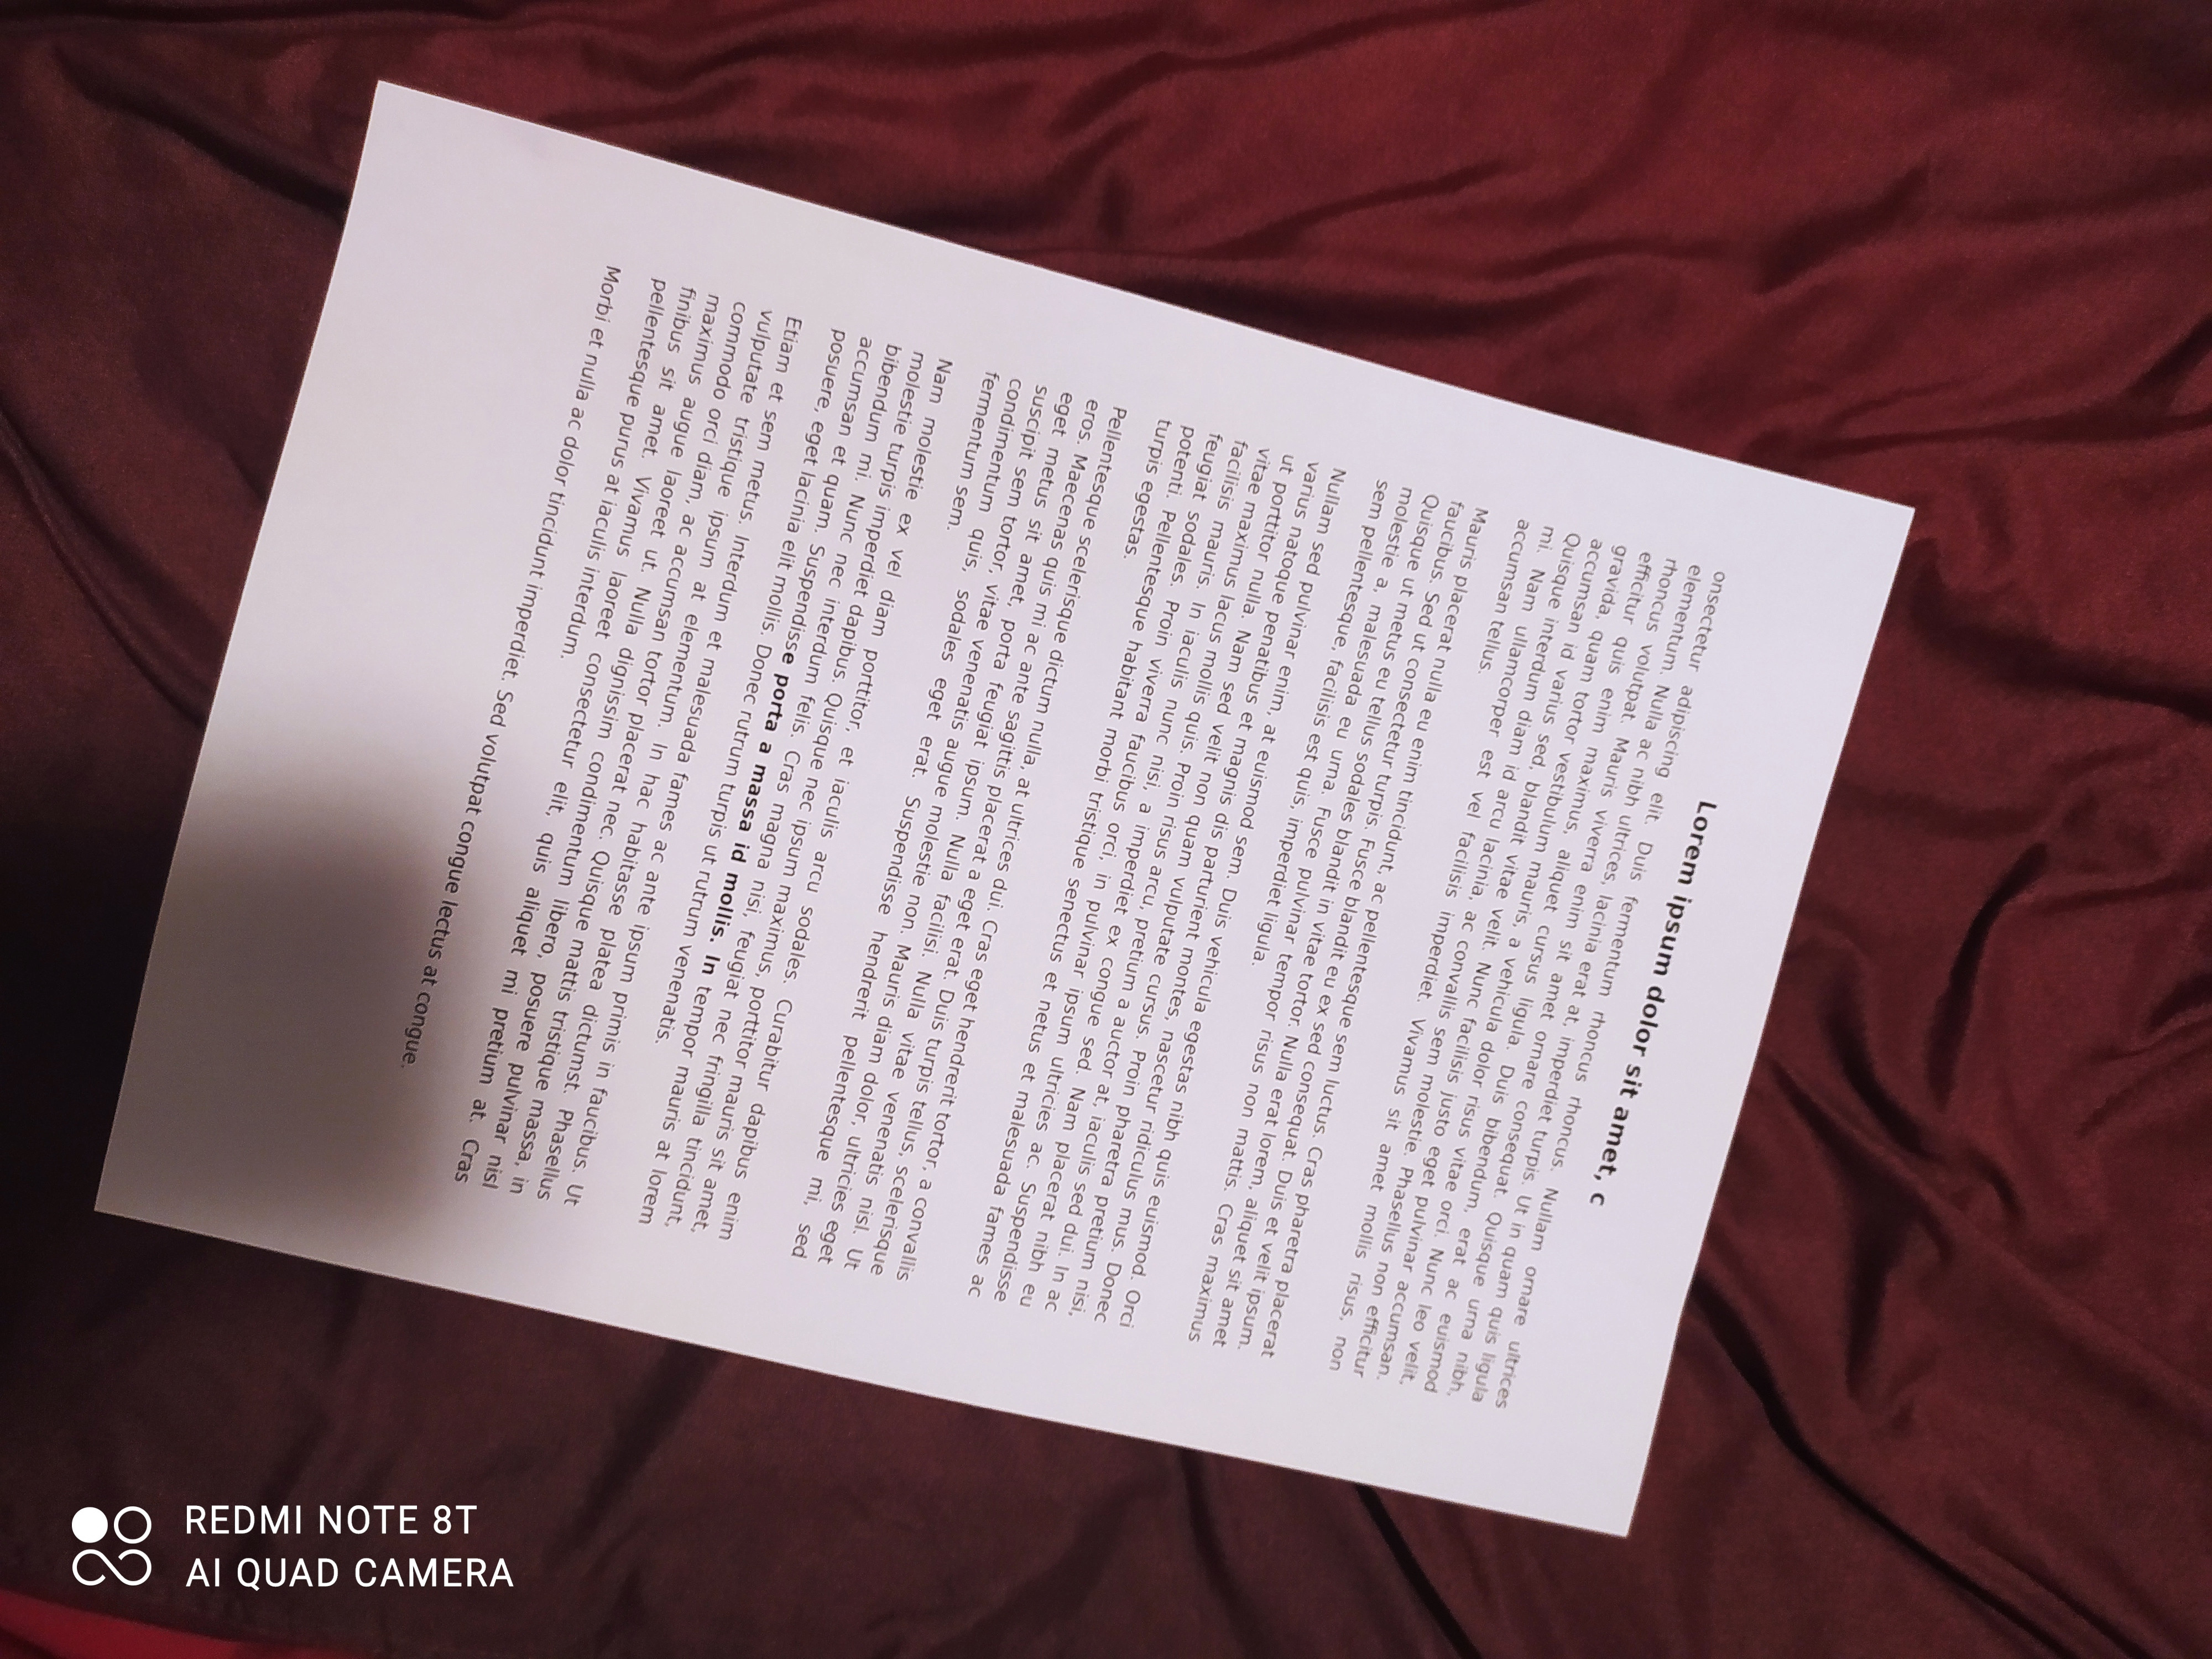 Lorem ipsum dolor sit amet, c
onsectetur adipiscing elit. Duis fermentum rhoncus rhoncus. Nullam ornare ultrices
elementum. Nulla ac nibh ultrices, lacinia erat at, imperdiet turpis. Ut in quam quis ligula
rhoncus volutpat. Mauris viverra enim sit amet ornare consequat. Quisque urna nibh,
efficitur quis enim maximus, aliquet cursus ligula. Duis bibendum, erat ac euismod
gravida, quam tortor vestibulum mauris, a vehicula dolor risus vitae orci. Nunc leo velit,
accumsan id varius sed, blandit vitae velit. Nunc facilisis justo eget pulvinar accumsan.
Quisque interdum diam id arcu lacinia, ac convallis sem molestie. Phasellus non efficitur
mi. Nam ullamcorper est vel facilisis imperdiet. Vivamus sit amet mollis risus, non
accumsan tellus.
Mauris placerat nulla eu enim tincidunt, ac pellentesque sem luctus. Cras pharetra placerat
faucibus. Sed ut consectetur turpis. Fusce blandit eu ex sed consequat. Duis et velit ipsum.
Quisque ut metus eu tellus sodales blandit in vitae tortor. Nulla erat lorem, aliquet sit amet
molestie a, malesuada eu urna. Fusce pulvinar tempor risus non mattis. Cras maximus
sem pellentesque, facilisis est quis, imperdiet ligula.
Nullam sed pulvinar enim, at euismod sem. Duis vehicula egestas nibh quis euismod. Orci
varius natoque penatibus et magnis dis parturient montes, nascetur ridiculus mus. Donec
ut porttitor nulla. Nam sed velit non quam vulputate cursus. Proin pharetra pretium nisi,
vitae maximus lacus mollis quis. Proin risus arcu, pretium a auctor at, iaculis sed dui. In ac
facilisis mauris. In iaculis nunc nisi, a imperdiet ex congue sed. Nam placerat nibh eu
feugiat sodales. Proin viverra faucibus orci, in pulvinar ipsum ultricies ac. Suspendisse
potenti. Pellentesque habitant morbi tristique senectus et netus et malesuada fames ac
turpis egestas.
Pellentesque scelerisque dictum nulla, at ultrices dui. Cras eget hendrerit tortor, a convallis
eros. Maecenas quis mi ac ante sagittis placerat a eget erat. Duis turpis tellus, scelerisque
eget metus sit amet, porta feugiat ipsum. Nulla facilisi. Nulla vitae venenatis nisl. Ut
suscipit sem tortor, vitae venenatis augue molestie non. Mauris diam dolor, ultricies eget
condimentum quis, sodales eget erat. Suspendisse hendrerit pellentesque mi, sed
fermentum sem.
Nam molestie ex vel diam porttitor, et iaculis arcu sodales. Curabitur dapibus enim
molestie turpis imperdiet dapibus. Quisque nec ipsum maximus, porttitor mauris sit amet,
bibendum mi. Nunc nec interdum felis. Cras magna nisi, feugiat nec fringilla tincidunt,
accumsan et quam. Suspendisse porta a massa id mollis. In tempor mauris at lorem
posuere, eget lacinia elit mollis. Donec rutrum turpis ut rutrum venenatis.
Etiam et sem metus. Interdum et malesuada fames ac ante ipsum primis in faucibus. Ut
vulputate tristique ipsum at elementum. In hac habitasse platea dictumst. Phasellus
commodo orci diam, ac accumsan tortor placerat nec. Quisque mattis tristique massa, in
maximus augue laoreet ut. Nulla dignissim condimentum libero, posuere pulvinar nisl
finibus sit amet. Vivamus laoreet consectetur elit, quis aliquet mi pretium at. Cras
pellentesque purus at iaculis interdum.
Morbi et nulla ac dolor tincidunt imperdiet. Sed volutpat congue lectus at congue.
REDMI NOTE 8T
AI QUAD CAMERA